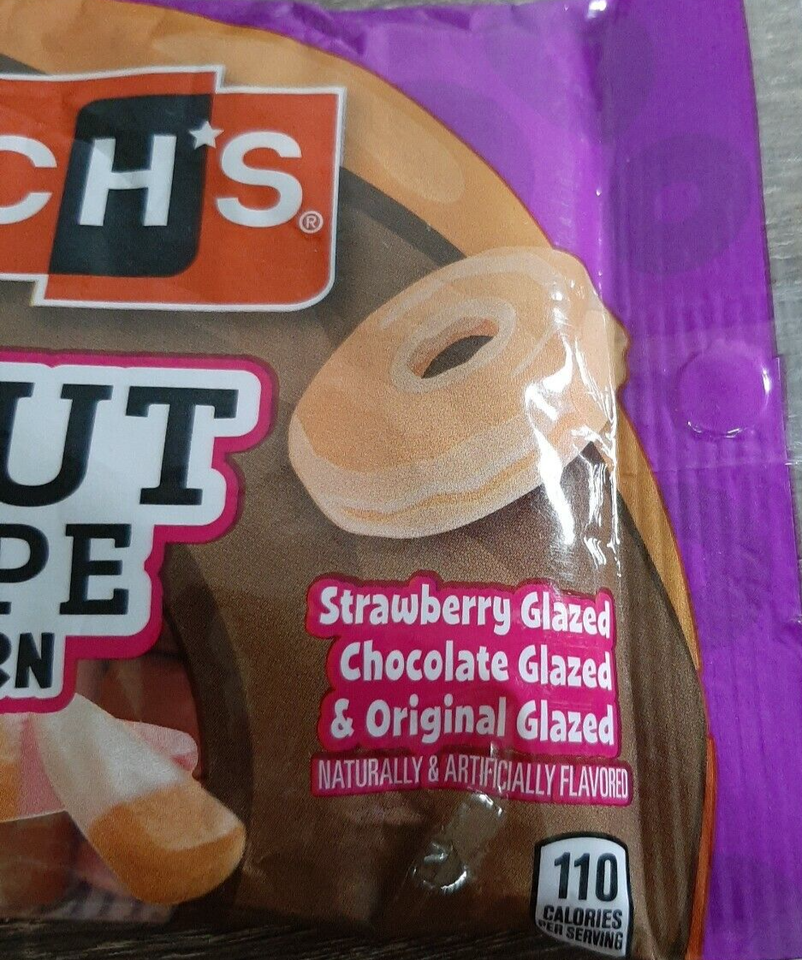 CH'S®
UT
PE
RN
Strawberry Glazed
Chocolate Glazed
& Original Glazed
NATURALLY & ARTIFICIALLY FLAVORED
110
CALORIES
PER SERVING